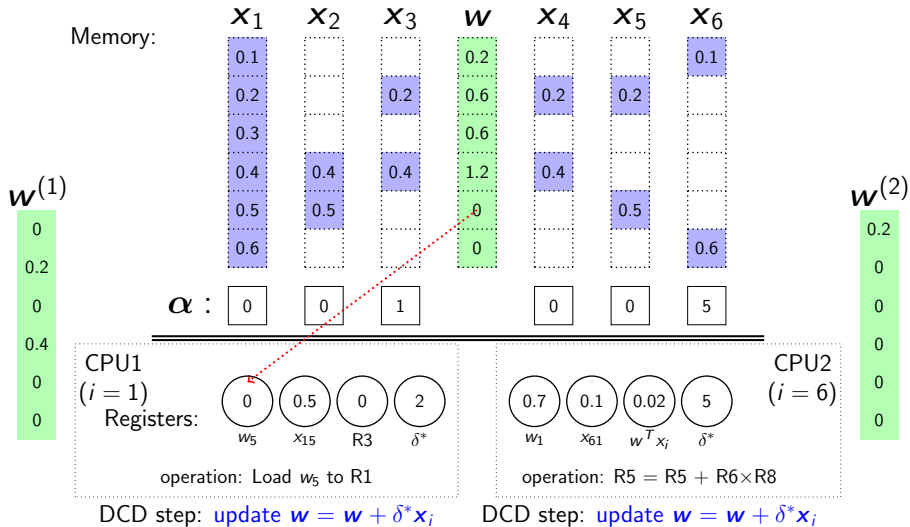 x₁ x₂ x₃ w x₄ x₅ x₆
Memory:
0.1 0.2 0.1
0.2 0.2 0.6 0.2 0.2
0.3 0.6
0.4 0.4 0.4 1.2 0.4
0.5 0.5 0 0.5
0.6 0 0.6
w⁽¹⁾
0
0.2
0
0.4
0
0
w⁽²⁾
0.2
0
0
0
0
0
α : 0 0 1 0 0 5
CPU1
(i = 1)
Registers: 0 0.5 0 2
w₅ x₁₅ R3 δ*
operation: Load w₅ to R1
CPU2
(i = 6)
0.7 0.1 0.02 5
w₁ x₆₁ wᵀxᵢ δ*
operation: R5 = R5 + R6×R8
DCD step: update w = w + δ*xᵢ
DCD step: update w = w + δ*xᵢ